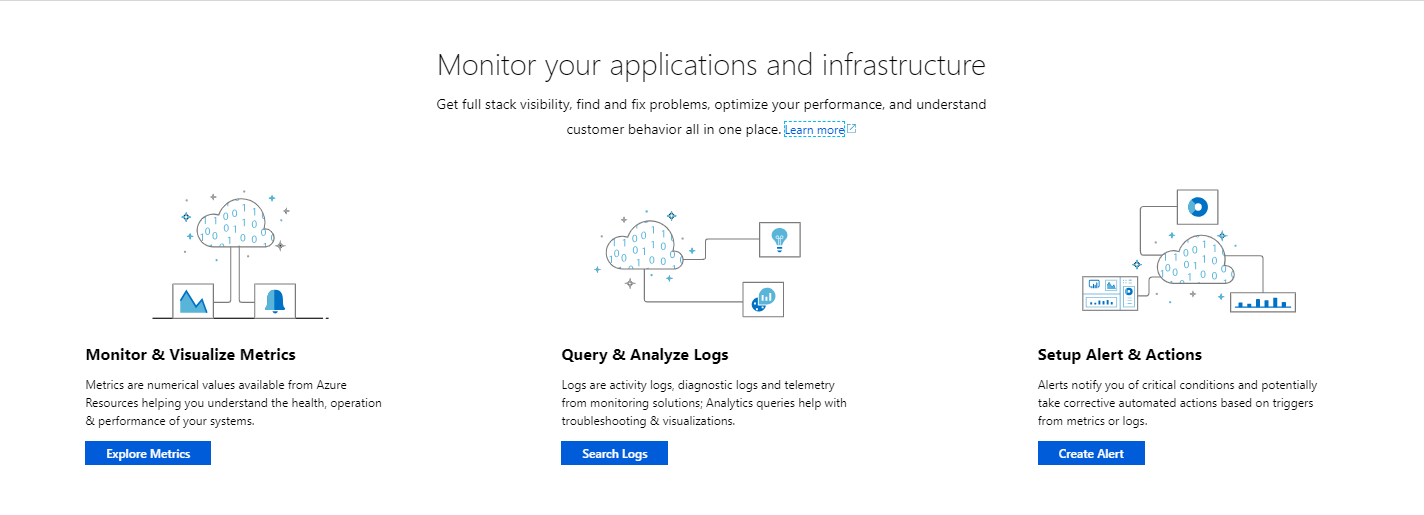 Monitor your applications and infrastructure
Get full stack visibility, find and fix problems, optimize your performance, and understand
customer behavior all in one place. Learn more
Monitor & Visualize Metrics
Metrics are numerical values available from Azure
Resources helping you understand the health, operation
& performance of your systems.
Explore Metrics
Query & Analyze Logs
Logs are activity logs, diagnostic logs and telemetry
from monitoring solutions; Analytics queries help with
troubleshooting & visualizations.
Search Logs
Setup Alert & Actions
Alerts notify you of critical conditions and potentially
take corrective automated actions based on triggers
from metrics or logs.
Create Alert